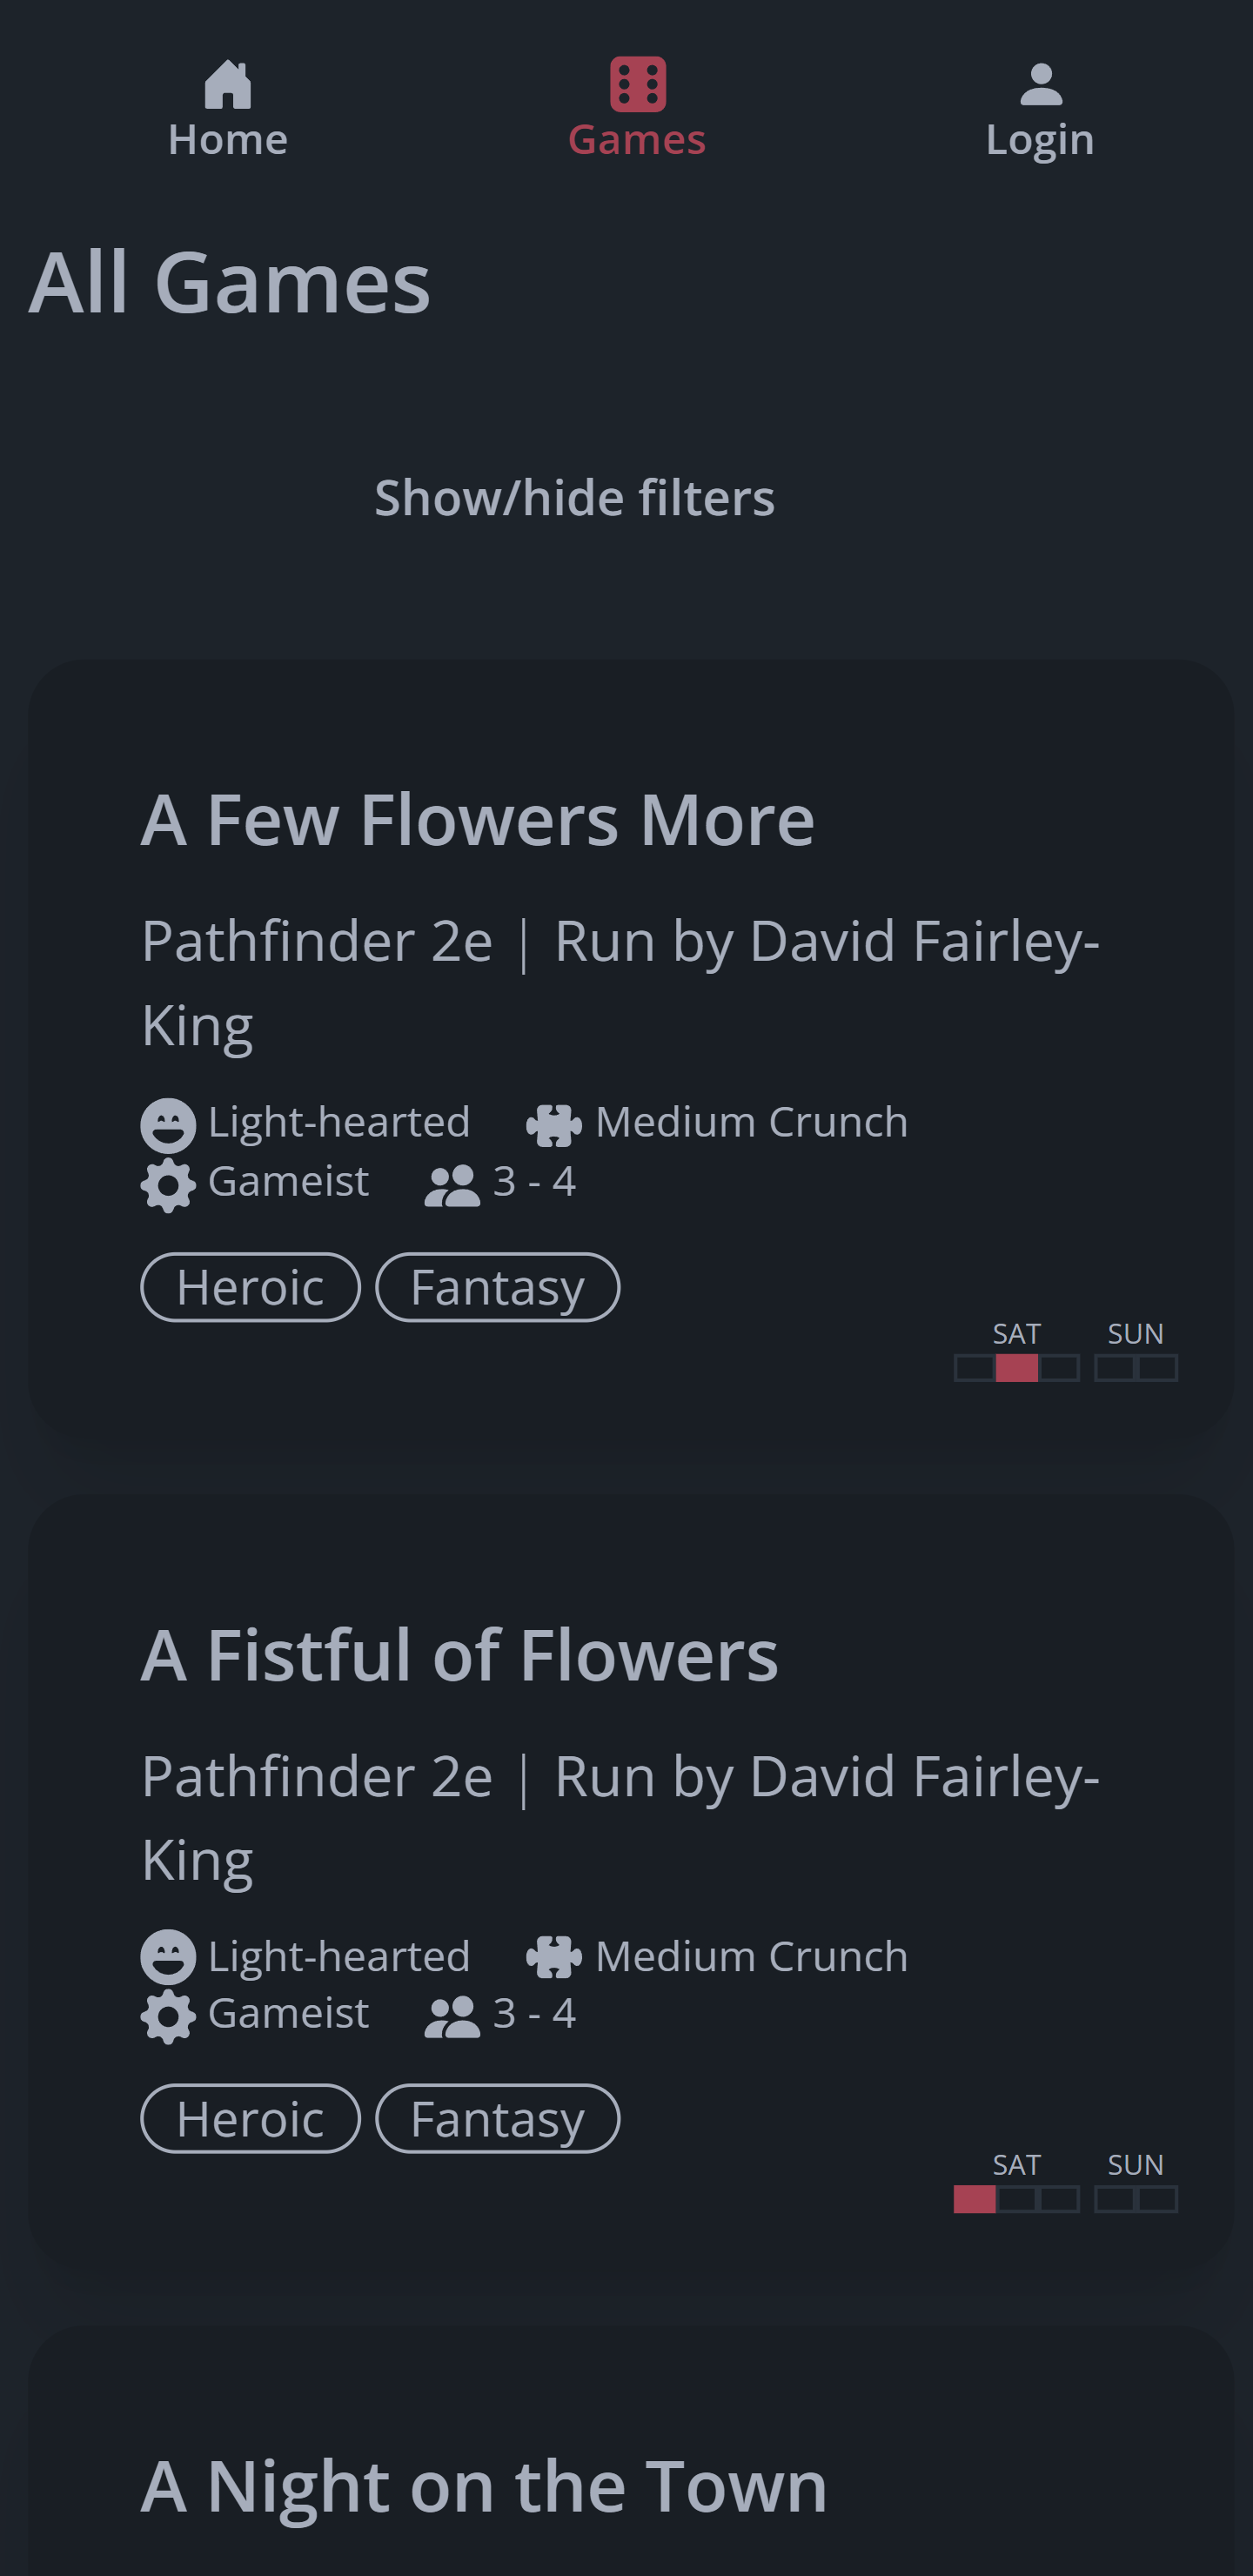 Home Games Login
All Games
Show/hide filters
A Few Flowers More
Pathfinder 2e | Run by David Fairley-
King
Light-hearted Medium Crunch
Gameist 3 - 4
Heroic Fantasy
SAT SUN
A Fistful of Flowers
Pathfinder 2e | Run by David Fairley-
King
Light-hearted Medium Crunch
Gameist 3 - 4
Heroic Fantasy
SAT SUN
A Night on the Town